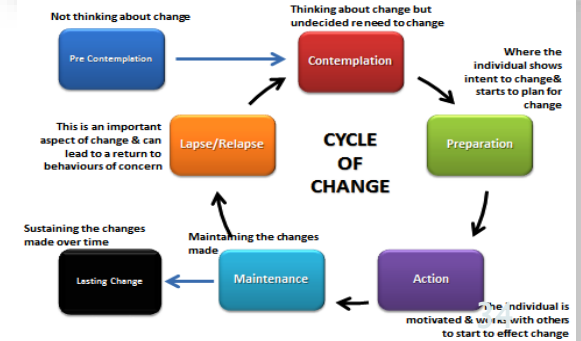 Not thinking about change
Thinking about change but
undecided re need to change
Pre Contemplation
Contemplation
Where the
individual shows
intent to change&
starts to plan for
change
This is an important
aspect of change & can
lead to a return to
behaviours of concern
Lapse/Relapse
CYCLE
OF
CHANGE
Preparation
Sustaining the changes
made over time
Maintaining the changes
made
Lasting Change
Maintenance
Action
The individual is
motivated & works with others
to start to effect change
34